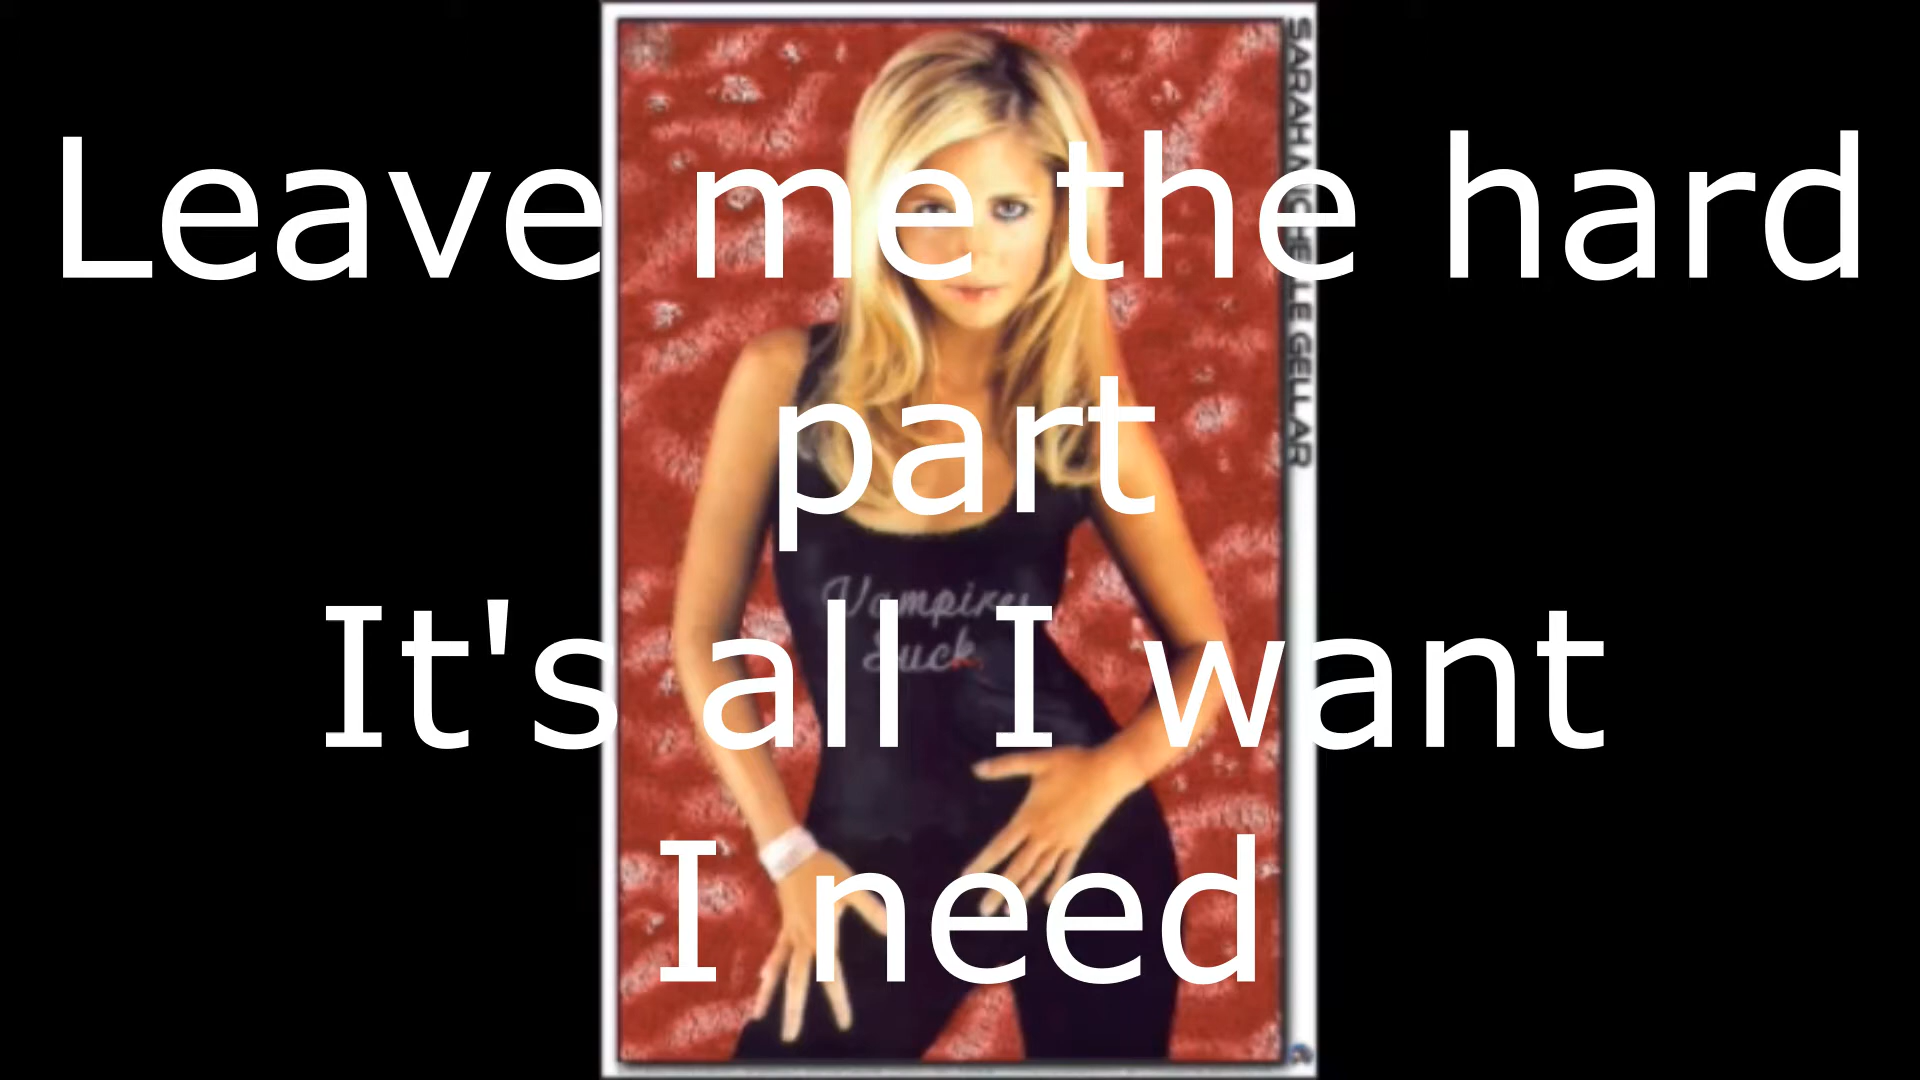 Leave me the hard
part
It's all I want
I need
SARAH MICHELLE GELLAR
Vampires
Suck